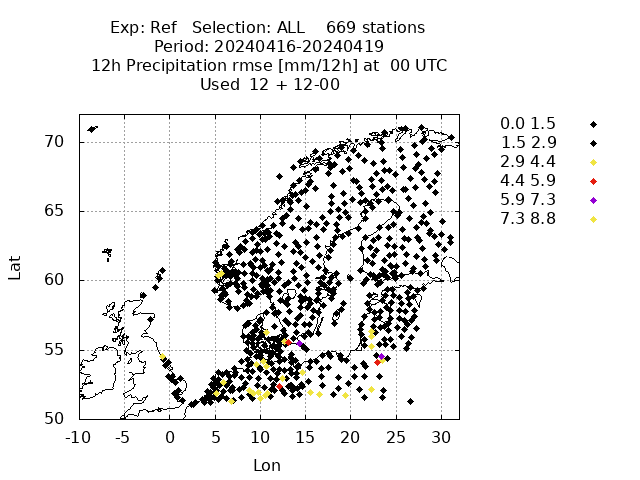 Exp: Ref   Selection: ALL    669 stations
Period: 20240416-20240419
12h Precipitation rmse [mm/12h] at  00 UTC
Used  12 + 12-00
0.0 1.5
1.5 2.9
2.9 4.4
4.4 5.9
5.9 7.3
7.3 8.8
70
65
60
55
50
Lat
-10 -5 0 5 10 15 20 25 30
Lon